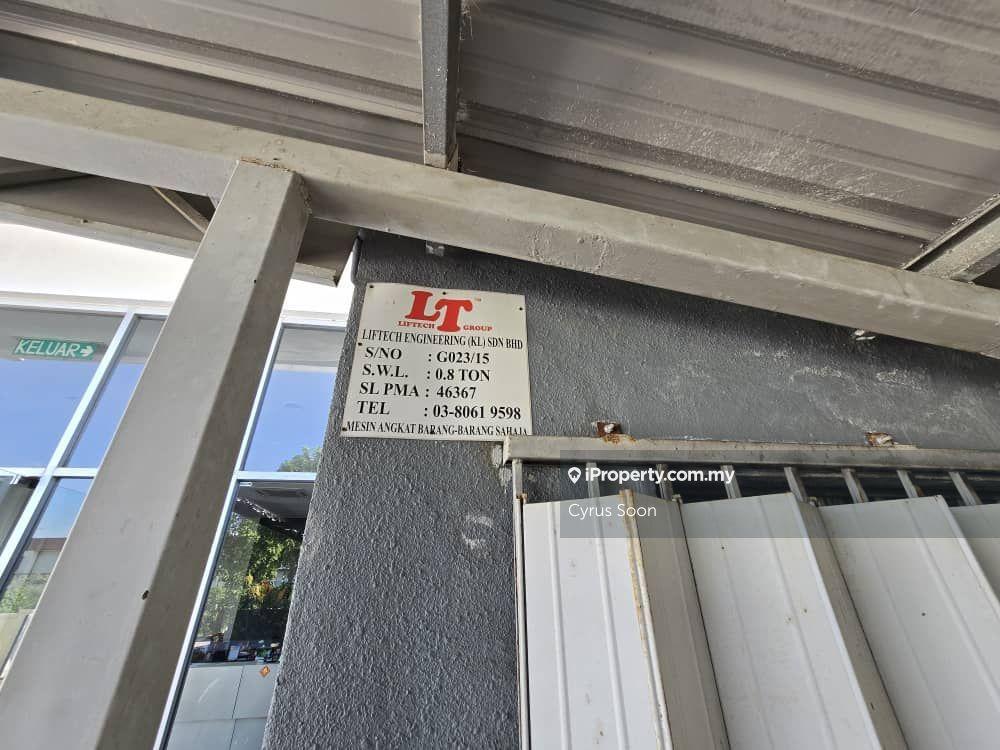 KELUAR
LT™
LIFTECH GROUP
LIFTECH ENGINEERING (KL) SDN BHD
S/NO : G023/15
S.W.L. : 0.8 TON
SL PMA : 46367
TEL : 03-8061 9598
MESIN ANGKAT BARANG-BARANG SAHAJA
iProperty.com.my
Cyrus Soon